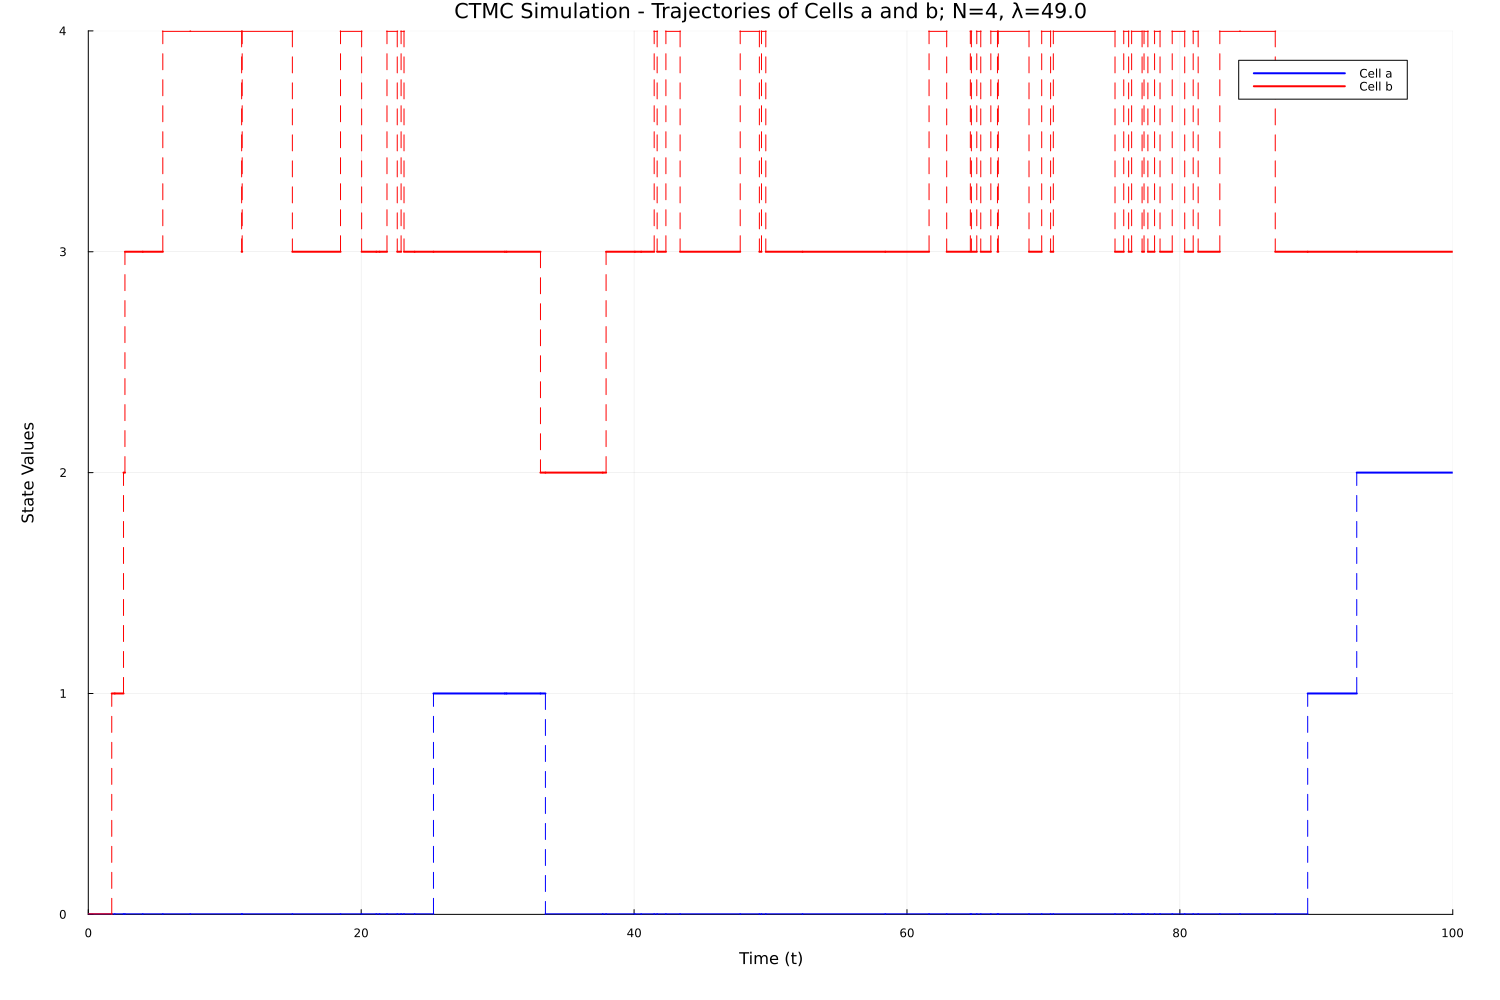 CTMC Simulation - Trajectories of Cells a and b; N=4, λ=49.0
4
3
2
1
0
State Values
Cell a
Cell b
0 20 40 60 80 100
Time (t)